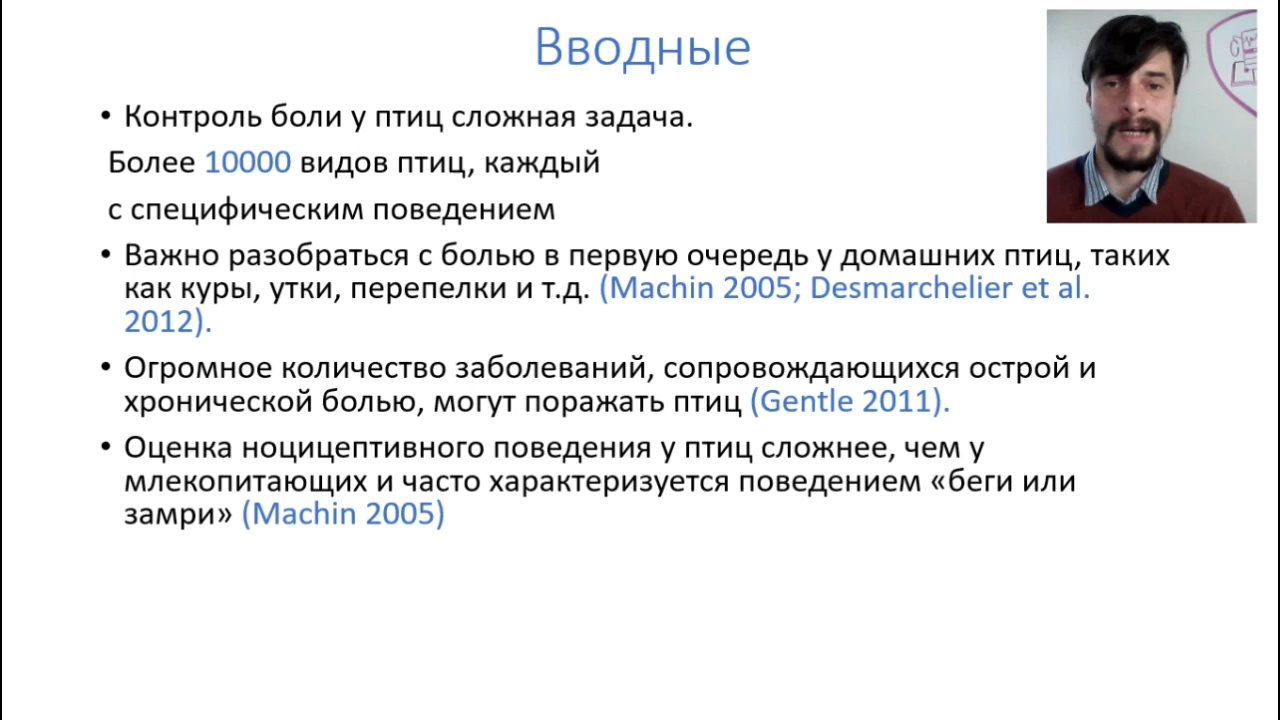 Вводные
• Контроль боли у птиц сложная задача.
Более 10000 видов птиц, каждый
с специфическим поведением
• Важно разобраться с болью в первую очередь у домашних птиц, таких
как куры, утки, перепелки и т.д. (Machin 2005; Desmarchelier et al.
2012).
• Огромное количество заболеваний, сопровождающихся острой и
хронической болью, могут поражать птиц (Gentle 2011).
• Оценка ноцицептивного поведения у птиц сложнее, чем у
млекопитающих и часто характеризуется поведением «беги или
замри» (Machin 2005)